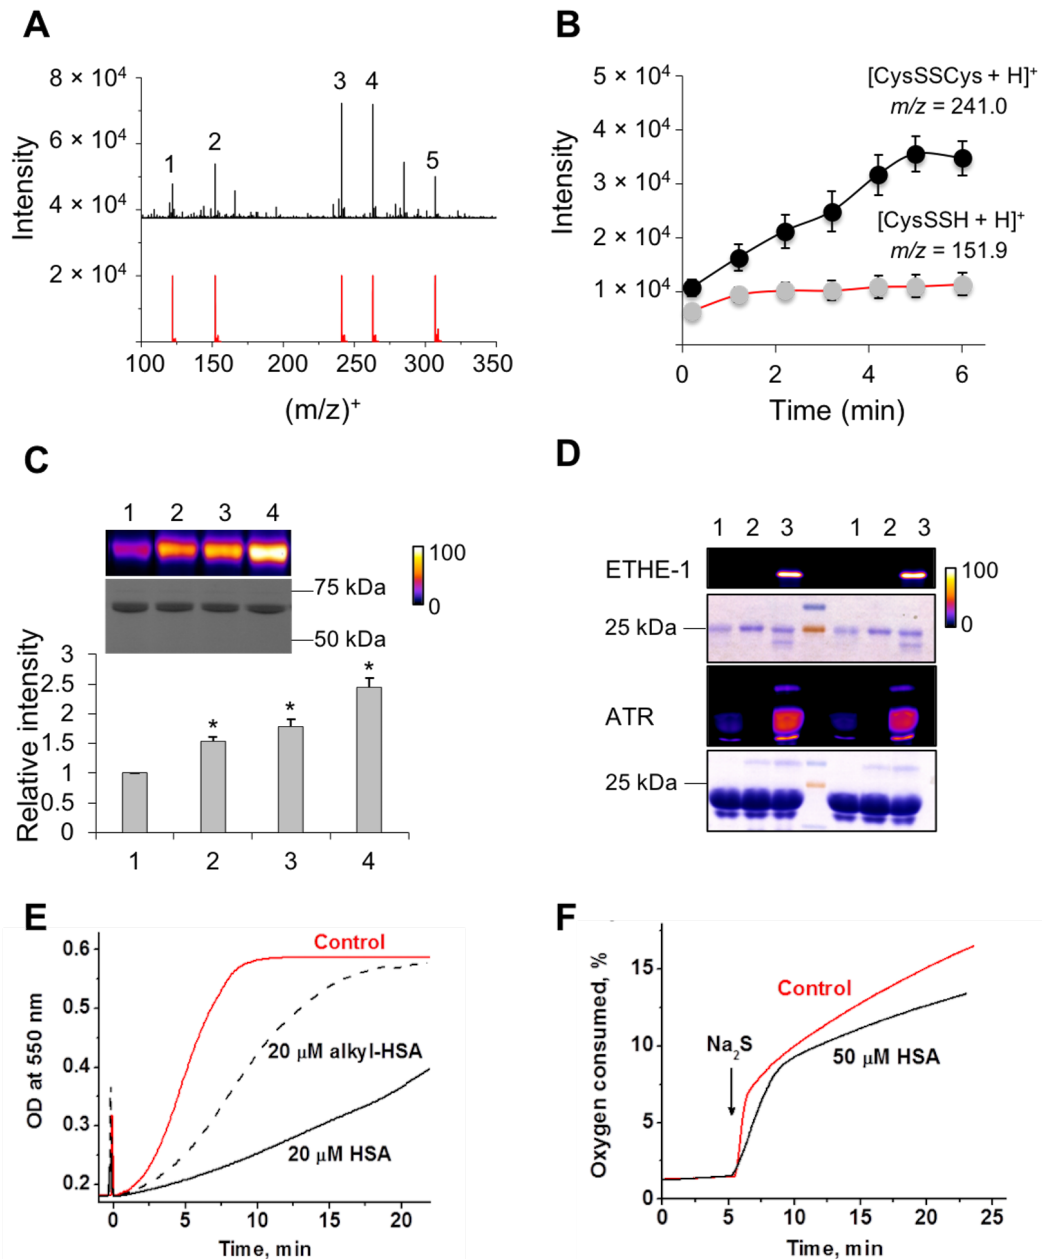 A
8 × 10⁴
6 × 10⁴
4 × 10⁴
2 × 10⁴
Intensity
1
2
3
4
5
100
150
200
250
300
350
(m/z)⁺
B
5 × 10⁴
4 × 10⁴
3 × 10⁴
2 × 10⁴
1 × 10⁴
Intensity
[CysSSCys + H]⁺
m/z = 241.0
[CysSSH + H]⁺
m/z = 151.9
0
2
4
6
Time (min)
C
1
2
3
4
100
0
75 kDa
50 kDa
3
2.5
2
1.5
1
0.5
0
Relative intensity
*
*
*
1
2
3
4
D
1
2
3
1
2
3
ETHE-1
100
0
25 kDa
ATR
25 kDa
E
0.6
0.5
0.4
0.3
0.2
OD at 550 nm
Control
20 μM alkyl-HSA
20 μM HSA
0
5
10
15
20
Time, min
F
15
10
5
0
Oxygen consumed, %
Control
Na₂S
50 μM HSA
0
5
10
15
20
25
Time, min